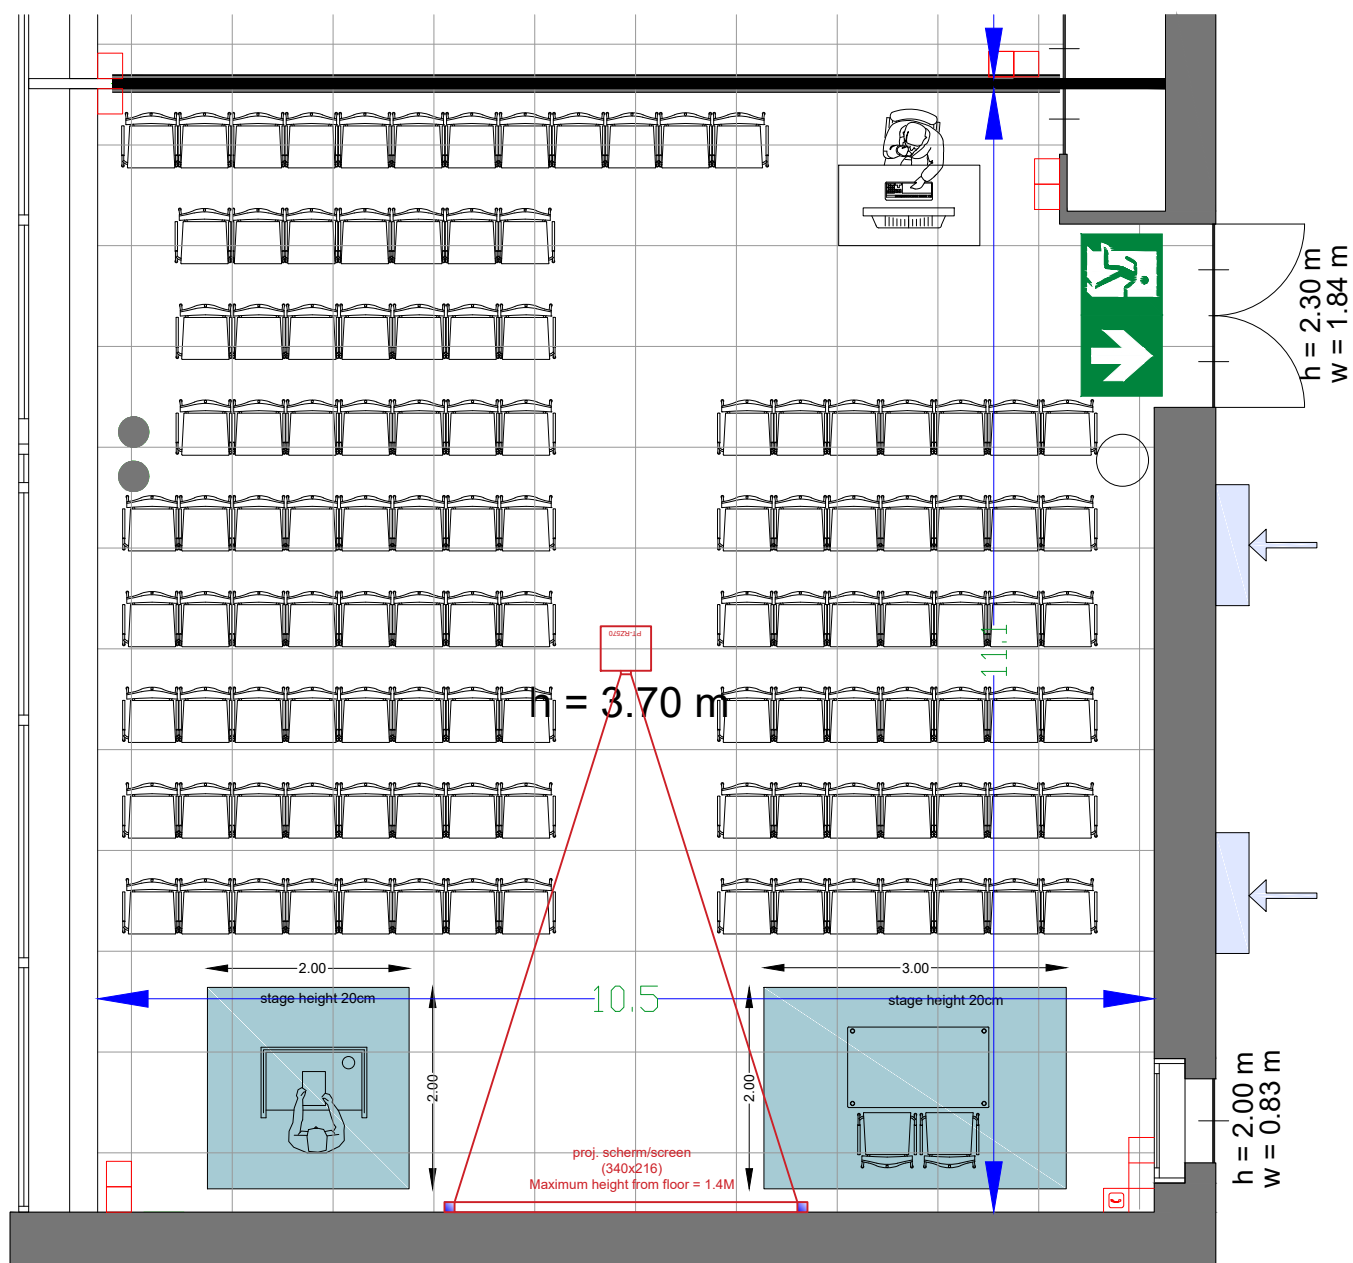 h = 2.30 m
w = 1.84 m
PT-RZ570
11,1
h = 3.70 m
2.00
3.00
stage height 20cm
10,5
stage height 20cm
2.00
2.00
h = 2.00 m
w = 0.83 m
proj. scherm/screen
(340x216)
Maximum height from floor = 1.4M